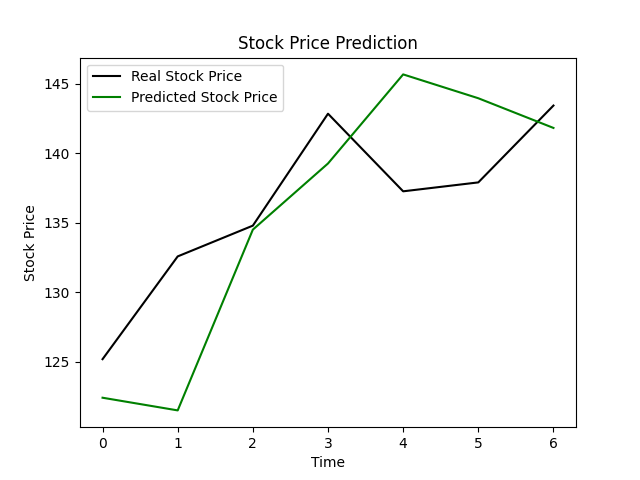 Stock Price Prediction
Real Stock Price
Predicted Stock Price
145
140
135
130
125
Stock Price
0 1 2 3 4 5 6
Time